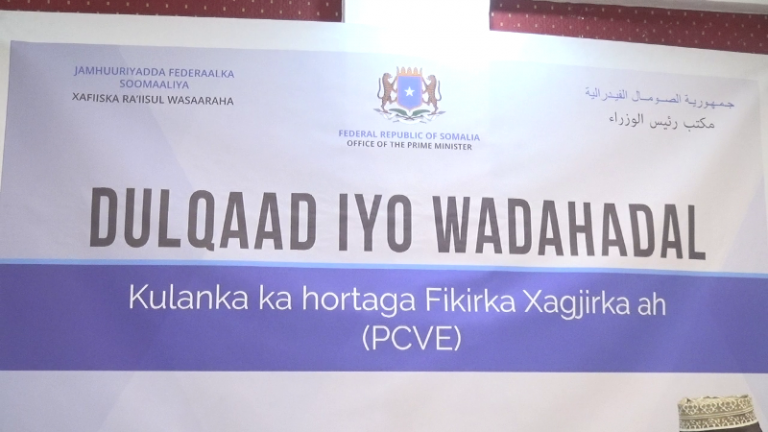 JAMHUURIYADDA FEDERAALKA
SOOMAALIYA
XAFIISKA RA'IISUL WASAARAHA
FEDERAL REPUBLIC OF SOMALIA
OFFICE OF THE PRIME MINISTER
جمهورية الصومال الفيدرالية
مكتب رئيس الوزراء
DULQAAD IYO WADAHADAL
Kulanka ka hortaga Fikirka Xagjirka ah
(PCVE)